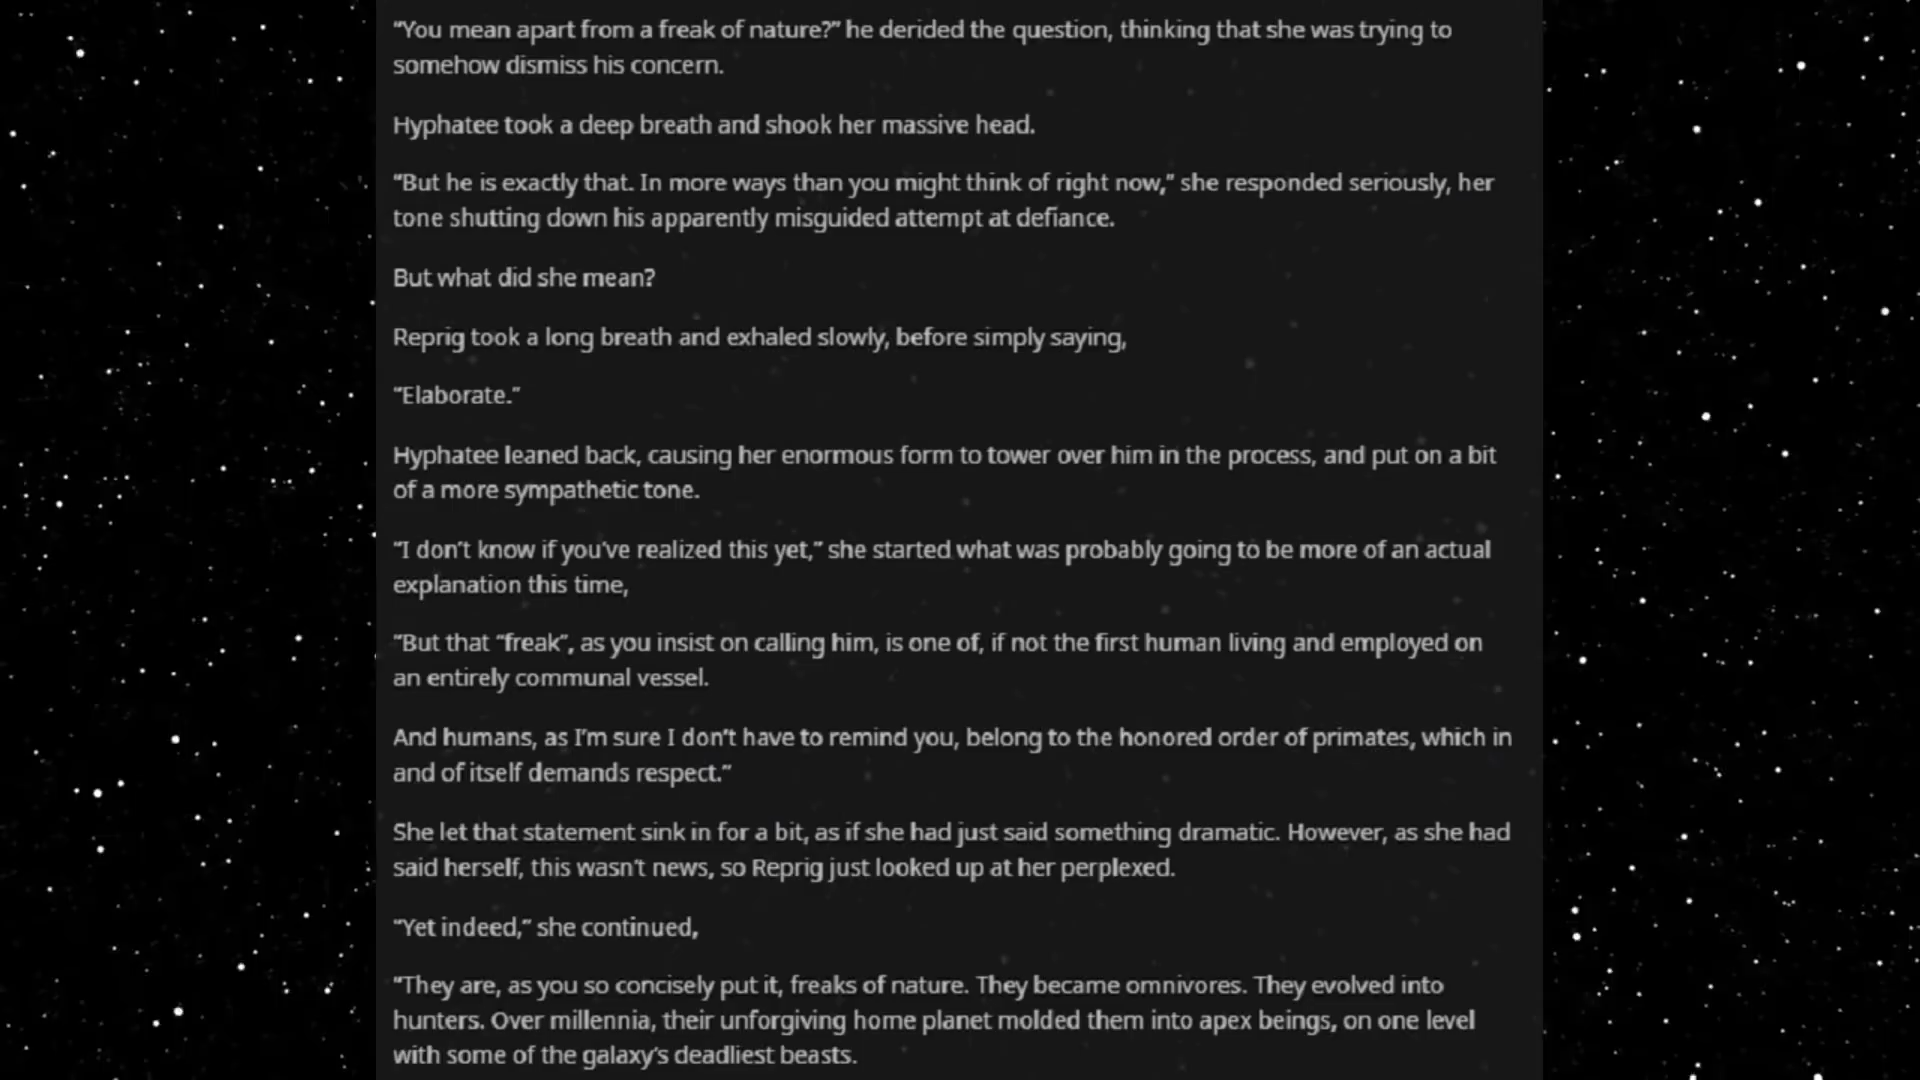 “You mean apart from a freak of nature?” he derided the question, thinking that she was trying to
somehow dismiss his concern.
Hyphatee took a deep breath and shook her massive head.
“But he is exactly that. In more ways than you might think of right now,” she responded seriously, her
tone shutting down his apparently misguided attempt at defiance.
But what did she mean?
Reprig took a long breath and exhaled slowly, before simply saying,
“Elaborate.”
Hyphatee leaned back, causing her enormous form to tower over him in the process, and put on a bit
of a more sympathetic tone.
“I don’t know if you’ve realized this yet,” she started what was probably going to be more of an actual
explanation this time,
“But that “freak”, as you insist on calling him, is one of, if not the first human living and employed on
an entirely communal vessel.
And humans, as I’m sure I don’t have to remind you, belong to the honored order of primates, which in
and of itself demands respect.”
She let that statement sink in for a bit, as if she had just said something dramatic. However, as she had
said herself, this wasn’t news, so Reprig just looked up at her perplexed.
“Yet indeed,” she continued,
“They are, as you so concisely put it, freaks of nature. They became omnivores. They evolved into
hunters. Over millennia, their unforgiving home planet molded them into apex beings, on one level
with some of the galaxy’s deadliest beasts.